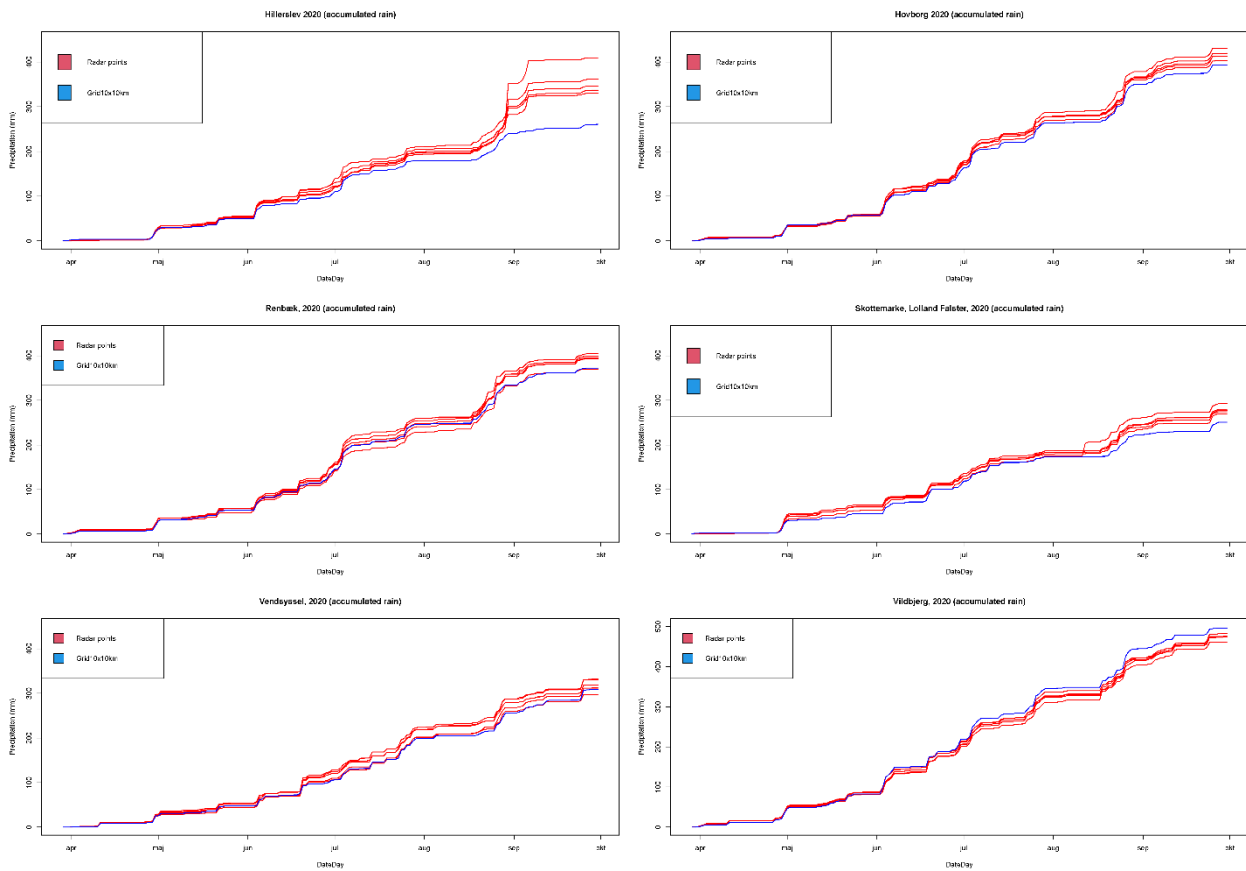 Hillerslev 2020 (accumulated rain)
Precipitation (mm)
400
300
200
100
0
Radar points
Grid10x10km
apr maj jun jul aug sep okt
DateDay
Hovborg 2020 (accumulated rain)
Precipitation (mm)
400
300
200
100
0
Radar points
Grid10x10km
apr maj jun jul aug sep okt
DateDay
Renbæk, 2020 (accumulated rain)
Precipitation (mm)
400
300
200
100
0
Radar points
Grid10x10km
apr maj jun jul aug sep okt
DateDay
Skottemarke, Lolland Falster, 2020 (accumulated rain)
Precipitation (mm)
400
300
200
100
0
Radar points
Grid10x10km
apr maj jun jul aug sep okt
DateDay
Vendsyssel, 2020 (accumulated rain)
Precipitation (mm)
400
300
200
100
0
Radar points
Grid10x10km
apr maj jun jul aug sep okt
DateDay
Vildbjerg, 2020 (accumulated rain)
Precipitation (mm)
500
400
300
200
100
0
Radar points
Grid10x10km
apr maj jun jul aug sep okt
DateDay